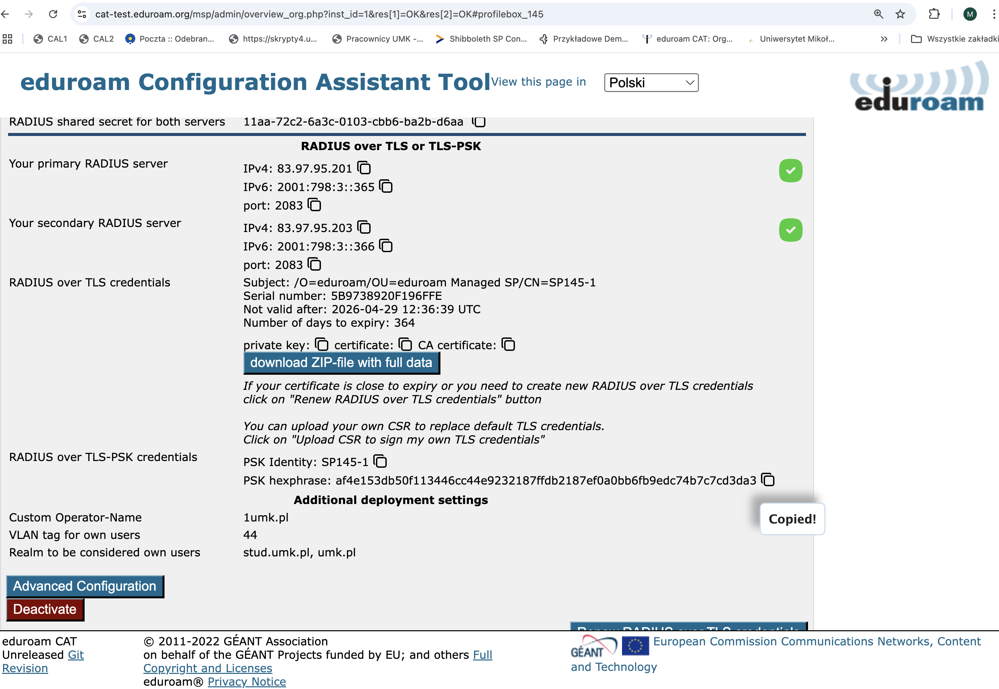 cat-test.eduroam.org/msp/admin/overview_org.php?inst_id=1&res[1]=OK&res[2]=OK#profilebox_145
M
CAL1 CAL2 Poczta :: Odebran... https://skrypty4.u... Pracownicy UMK -... Shibboleth SP Con... Przykładowe Dem... eduroam CAT: Org... Uniwersytet Mikoł... » Wszystkie zakładki
eduroam Configuration Assistant Tool View this page in Polski
eduroam
RADIUS shared secret for both servers 11aa-72c2-6a3c-0103-cbb6-ba2b-d6aa
RADIUS over TLS or TLS-PSK
Your primary RADIUS server IPv4: 83.97.95.201
IPv6: 2001:798:3::365
port: 2083
Your secondary RADIUS server IPv4: 83.97.95.203
IPv6: 2001:798:3::366
port: 2083
RADIUS over TLS credentials Subject: /O=eduroam/OU=eduroam Managed SP/CN=SP145-1
Serial number: 5B9738920F196FFE
Not valid after: 2026-04-29 12:36:39 UTC
Number of days to expiry: 364
private key: certificate: CA certificate:
download ZIP-file with full data
If your certificate is close to expiry or you need to create new RADIUS over TLS credentials
click on "Renew RADIUS over TLS credentials" button
You can upload your own CSR to replace default TLS credentials.
Click on "Upload CSR to sign my own TLS credentials"
RADIUS over TLS-PSK credentials PSK Identity: SP145-1
PSK hexphrase: af4e153db50f113446cc44e9232187ffdb2187ef0a0bb6fb9edc74b7c7cd3da3
Additional deployment settings
Copied!
Custom Operator-Name 1umk.pl
VLAN tag for own users 44
Realm to be considered own users stud.umk.pl, umk.pl
Advanced Configuration
Deactivate
Renew RADIUS over TLS credentials
eduroam CAT
Unreleased Git
Revision
© 2011-2022 GÉANT Association
on behalf of the GÉANT Projects funded by EU; and others Full
Copyright and Licenses
eduroam® Privacy Notice
GÉANT
European Commission Communications Networks, Content
and Technology